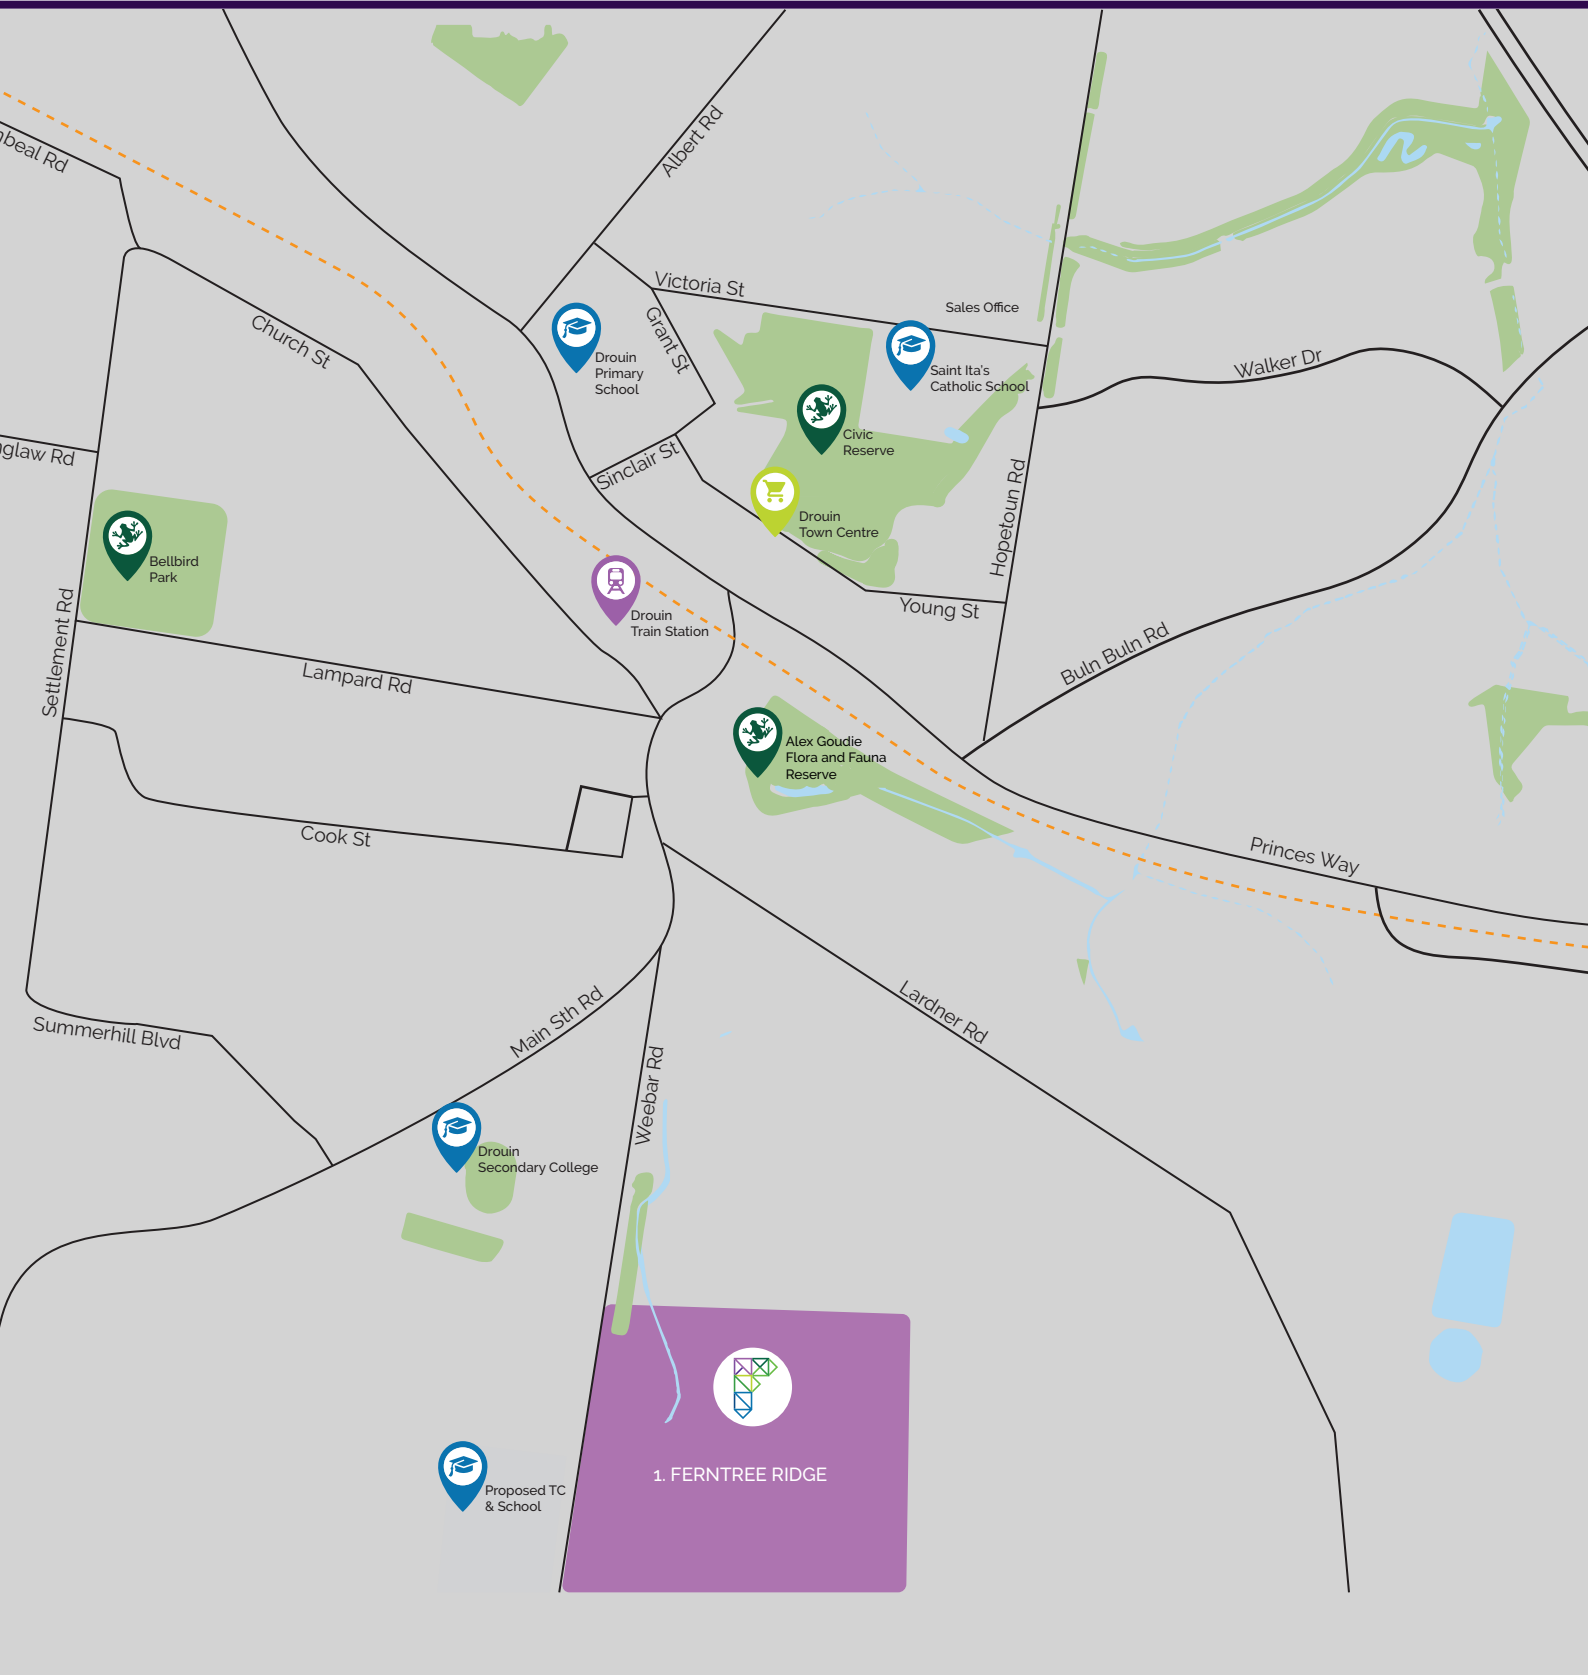 Albert Rd
Victoria St
Sales Office
Grant St
Church St
Drouin
Primary
School
Saint Ita's
Catholic School
Walker Dr
Civic
Reserve
Sinclair St
Drouin
Town Centre
Hopetoun Rd
Bellbird
Park
Young St
Drouin
Train Station
Settlement Rd
Lampard Rd
Buln Buln Rd
Alex Goudie
Flora and Fauna
Reserve
Cook St
Princes Way
Summerhill Blvd
Main Sth Rd
Lardner Rd
Weebar Rd
Drouin
Secondary College
1. FERNTREE RIDGE
Proposed TC
& School